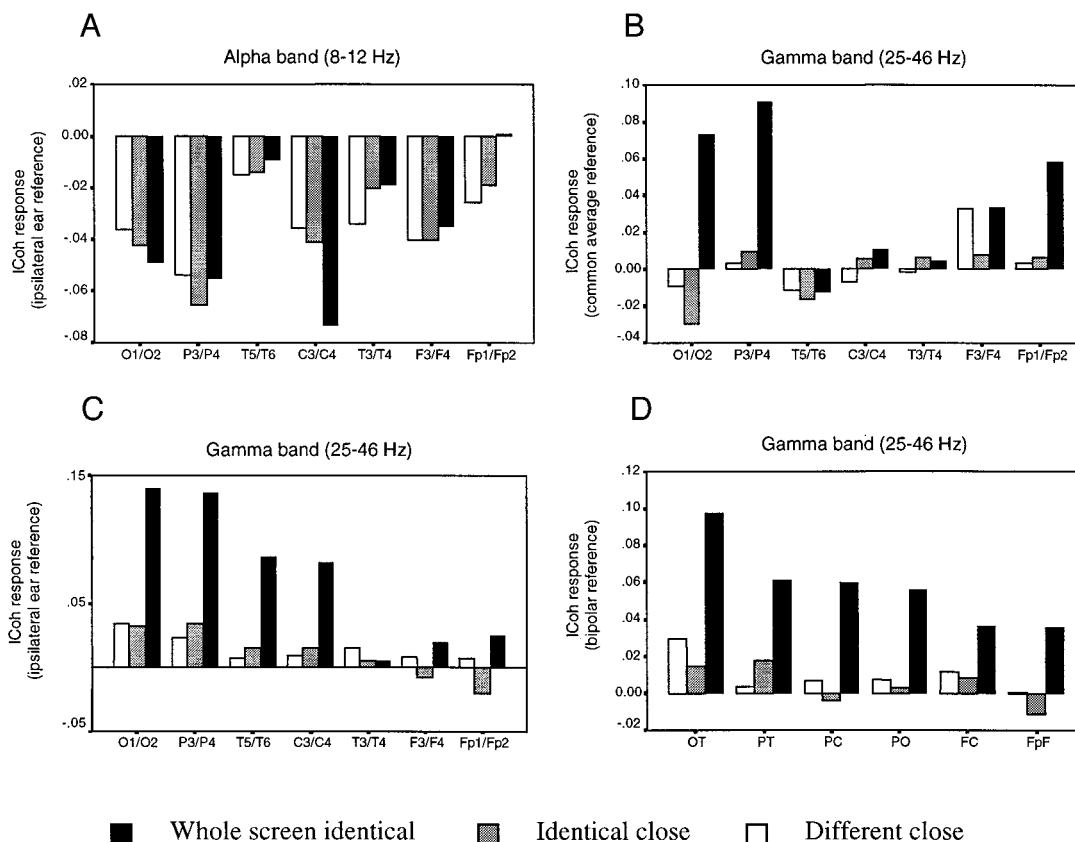 A
Alpha band (8-12 Hz)
ICoh response
(ipsilateral ear reference)
.02
0.00
-.02
-.04
-.06
-.08
O1/O2 P3/P4 T5/T6 C3/C4 T3/T4 F3/F4 Fp1/Fp2
B
Gamma band (25-46 Hz)
ICoh response
(common average reference)
.10
.08
.06
.04
.02
0.00
-.02
-.04
O1/O2 P3/P4 T5/T6 C3/C4 T3/T4 F3/F4 Fp1/Fp2
C
Gamma band (25-46 Hz)
ICoh response
(ipsilateral ear reference)
.15
.05
-.05
O1/O2 P3/P4 T5/T6 C3/C4 T3/T4 F3/F4 Fp1/Fp2
D
Gamma band (25-46 Hz)
ICoh response
(bipolar reference)
.12
.10
.08
.06
.04
.02
0.00
-.02
OT PT PC PO FC FpF
Whole screen identical Identical close Different close